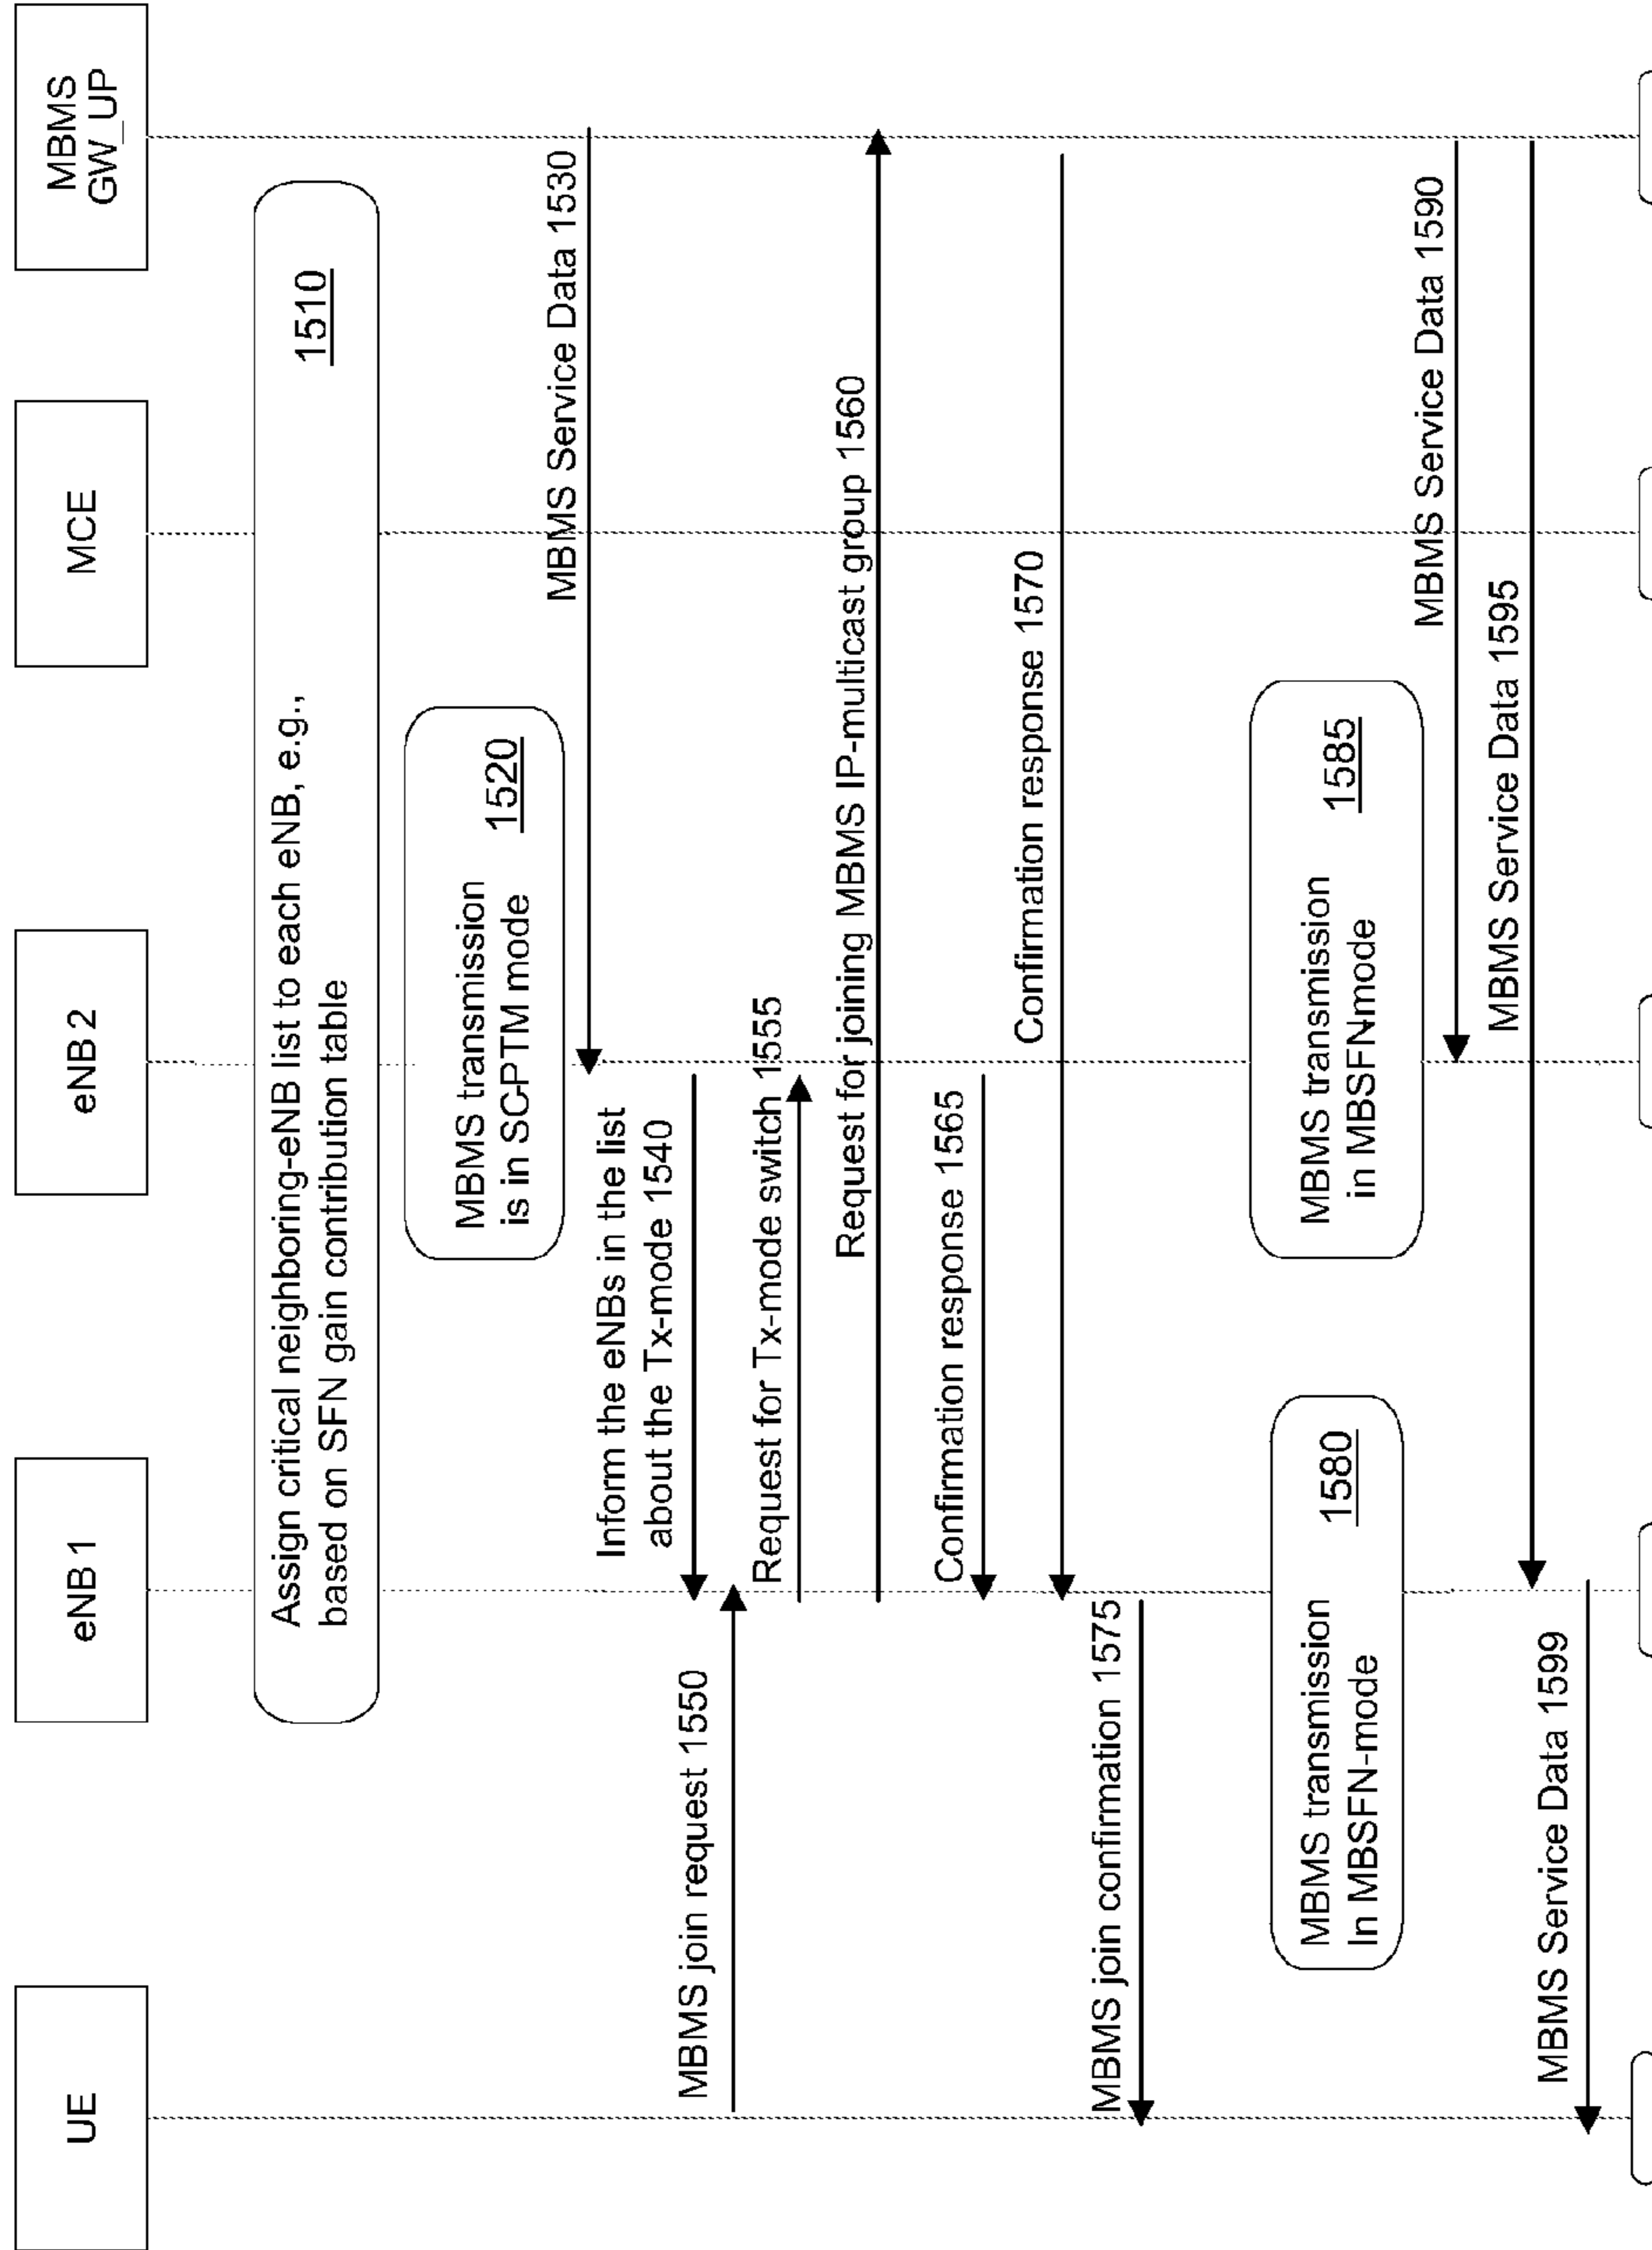 UE
eNB 1
eNB 2
MCE
MBMS
GW_UP
Assign critical neighboring-eNB list to each eNB, e.g.,
based on SFN gain contribution table
1510
MBMS transmission
is in SC-PTM mode
1520
MBMS Service Data 1530
Inform the eNBs in the list
about the Tx-mode 1540
MBMS join request 1550
Request for Tx-mode switch 1555
Request for joining MBMS IP-multicast group 1560
Confirmation response 1565
Confirmation response 1570
MBMS join confirmation 1575
MBMS transmission
In MBSFN-mode
1580
MBMS transmission
in MBSFNmode
1585
MBMS Service Data 1590
MBMS Service Data 1595
MBMS Service Data 1599